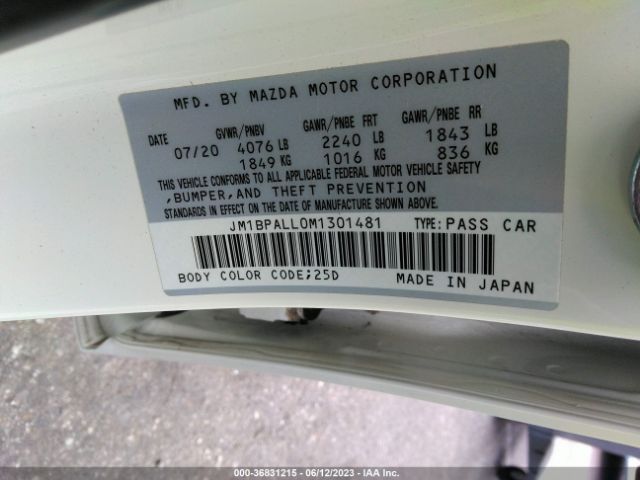 MFD. BY MAZDA MOTOR CORPORATION
DATE GVWR/PNBV GAWR/PNBE FRT GAWR/PNBE RR
07/20 4076 LB 2240 LB 1843 LB
1849 KG 1016 KG 836 KG
THIS VEHICLE CONFORMS TO ALL APPLICABLE FEDERAL MOTOR VEHICLE SAFETY
,BUMPER,AND THEFT PREVENTION
STANDARDS IN EFFECT ON THE DATE OF MANUFACTURE SHOWN ABOVE.
JM1BPALL0M1301481 TYPE:PASS CAR
BODY COLOR CODE;25D MADE IN JAPAN
000-36831215 - 06/12/2023 - IAA Inc.